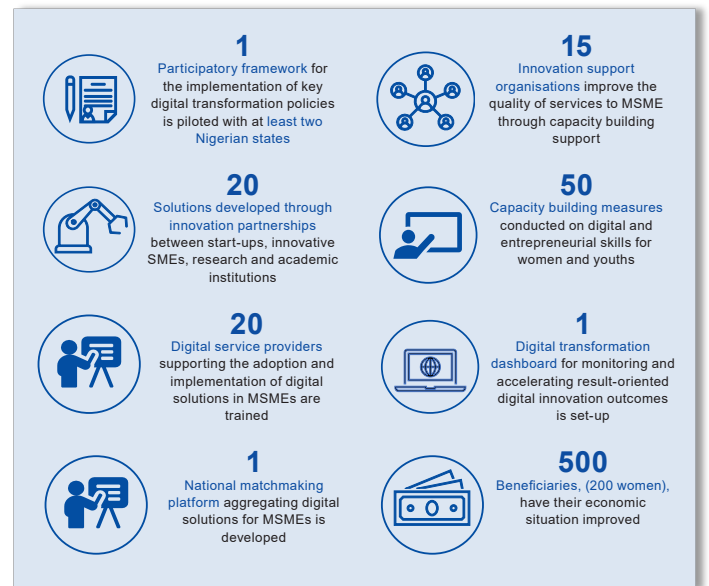 1
Participatory framework for
the implementation of key
digital transformation policies
is piloted with at least two
Nigerian states
15
Innovation support
organisations improve the
quality of services to MSME
through capacity building
support
20
Solutions developed through
innovation partnerships
between start-ups, innovative
SMEs, research and academic
institutions
50
Capacity building measures
conducted on digital and
entrepreneurial skills for
women and youths
20
Digital service providers
supporting the adoption and
implementation of digital
solutions in MSMEs are
trained
1
Digital transformation
dashboard for monitoring and
accelerating result-oriented
digital innovation outcomes
is set-up
1
National matchmaking
platform aggregating digital
solutions for MSMEs is
developed
500
Beneficiaries, (200 women),
have their economic
situation improved